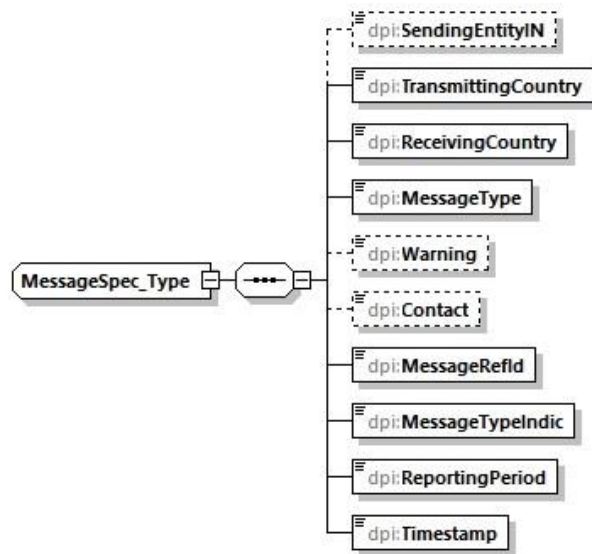 dpi:SendingEntityIN
dpi:TransmittingCountry
dpi:ReceivingCountry
dpi:MessageType
dpi:Warning
MessageSpec_Type
dpi:Contact
dpi:MessageRefId
dpi:MessageTypeIndic
dpi:ReportingPeriod
dpi:Timestamp